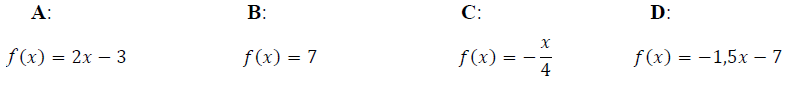 A: B: C: D:
f(x) = 2x − 3 f(x) = 7 f(x) = −x/4 f(x) = −1,5x − 7